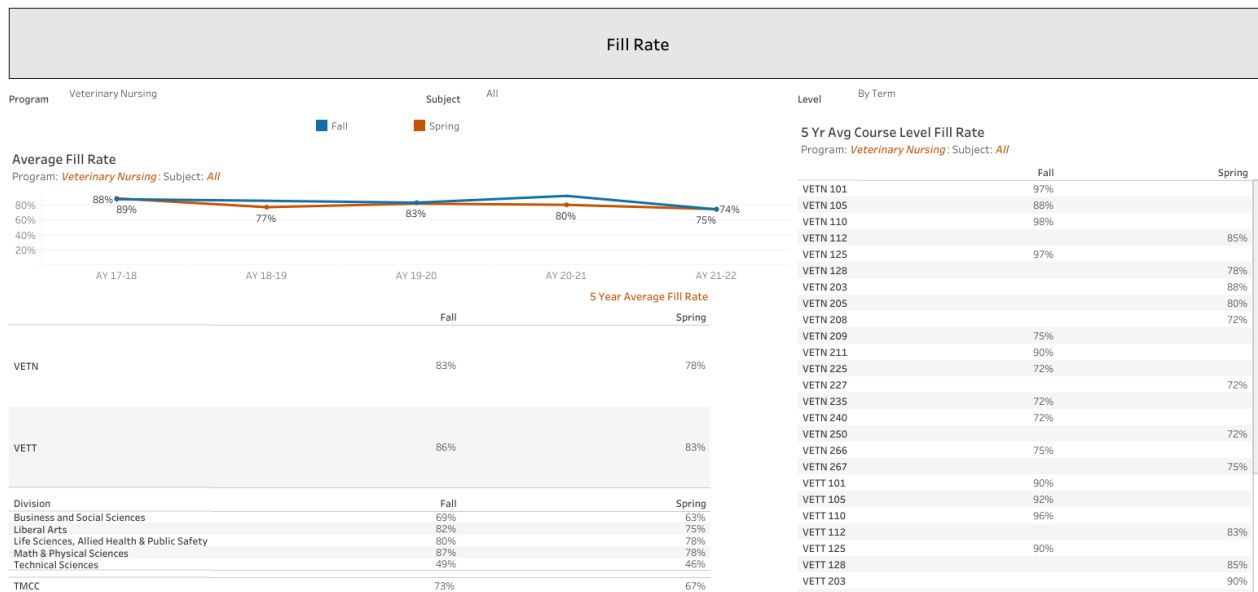 Fill Rate
Program Veterinary Nursing Subject All Level By Term
Fall Spring
Average Fill Rate
Program: Veterinary Nursing: Subject: All
80%
60%
40%
20%
88%
89%
77%
83%
80%
75%
74%
AY 17-18 AY 18-19 AY 19-20 AY 20-21 AY 21-22
5 Year Average Fill Rate
Fall Spring
VETN 83% 78%
VETT 86% 83%
Division Fall Spring
Business and Social Sciences 69% 63%
Liberal Arts 82% 75%
Life Sciences, Allied Health & Public Safety 80% 78%
Math & Physical Sciences 87% 78%
Technical Sciences 49% 46%
TMCC 73% 67%
5 Yr Avg Course Level Fill Rate
Program: Veterinary Nursing: Subject: All
Fall Spring
VETN 101 97%
VETN 105 88%
VETN 110 98%
VETN 112 85%
VETN 125 97%
VETN 128 78%
VETN 203 88%
VETN 205 80%
VETN 208 72%
VETN 209 75%
VETN 211 90%
VETN 225 72%
VETN 227 72%
VETN 235 72%
VETN 240 72%
VETN 250 72%
VETN 266 75%
VETN 267 75%
VETT 101 90%
VETT 105 92%
VETT 110 96%
VETT 112 83%
VETT 125 90%
VETT 128 85%
VETT 203 90%